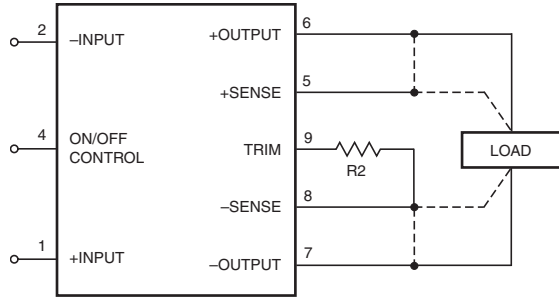 2
–INPUT
+OUTPUT
6
+SENSE
5
4
ON/OFF
CONTROL
TRIM
9
R2
LOAD
–SENSE
8
1
+INPUT
–OUTPUT
7